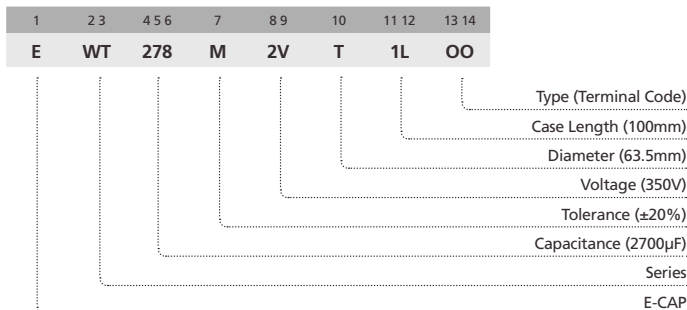 1 2 3 4 5 6 7 8 9 10 11 12 13 14
E WT 278 M 2V T 1L OO
Type (Terminal Code)
Case Length (100mm)
Diameter (63.5mm)
Voltage (350V)
Tolerance (±20%)
Capacitance (2700µF)
Series
E-CAP